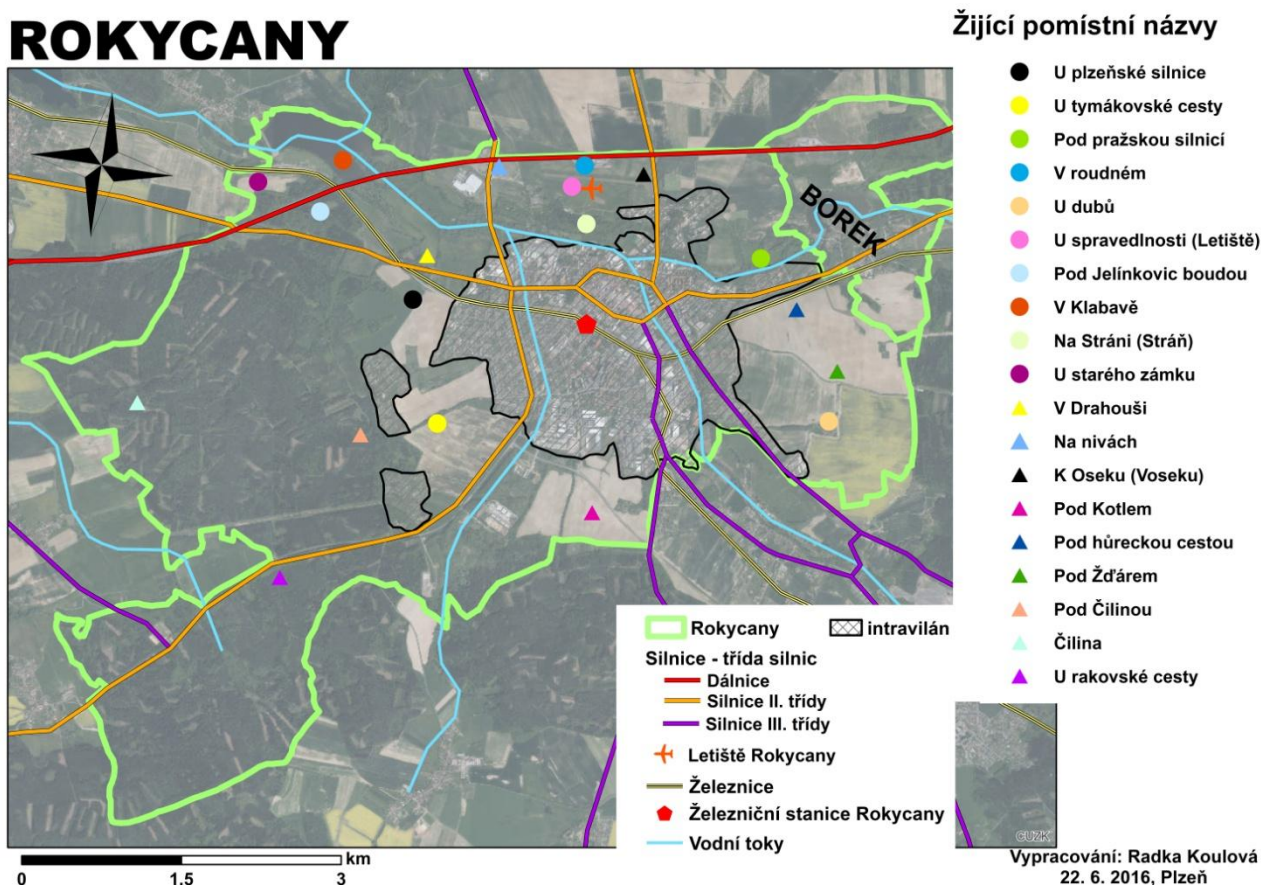 ROKYCANY
Žijící pomístní názvy
U plzeňské silnice
U tymákovské cesty
Pod pražskou silnicí
V roudném
U dubů
U spravedlnosti (Letiště)
Pod Jelínkovic boudou
V Klabavě
Na Stráni (Stráň)
U starého zámku
V Drahouši
Na nivách
K Oseku (Voseku)
Pod Kotlem
Pod hůreckou cestou
Pod Žďárem
Pod Čilinou
Čilina
U rakovské cesty
BOREK
Rokycany
intravilán
Silnice - třída silnic
Dálnice
Silnice II. třídy
Silnice III. třídy
Letiště Rokycany
Železnice
Železniční stanice Rokycany
Vodní toky
CUZK
km
0 1.5 3
Vypracování: Radka Koulová
22. 6. 2016, Plzeň